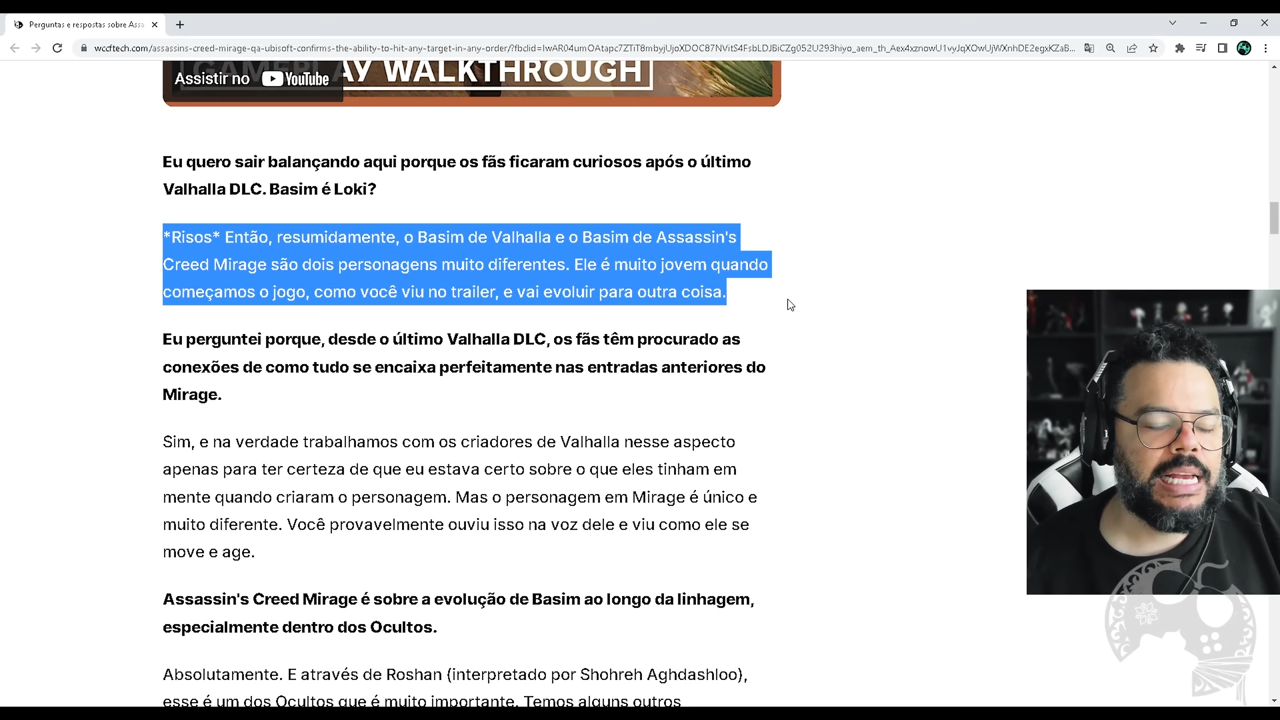 Perguntas e respostas sobre Assa
wccftech.com/assassins-creed-mirage-qa-ubisoft-confirms-the-ability-to-hit-any-target-in-any-order/?fbclid=
Assistir no YouTube
GAMEPLAY WALKTHROUGH
Eu quero sair balançando aqui porque os fãs ficaram curiosos após o último
Valhalla DLC. Basim é Loki?
*Risos* Então, resumidamente, o Basim de Valhalla e o Basim de Assassin's
Creed Mirage são dois personagens muito diferentes. Ele é muito jovem quando
começamos o jogo, como você viu no trailer, e vai evoluir para outra coisa.
Eu perguntei porque, desde o último Valhalla DLC, os fãs têm procurado as
conexões de como tudo se encaixa perfeitamente nas entradas anteriores do
Mirage.
Sim, e na verdade trabalhamos com os criadores de Valhalla nesse aspecto
apenas para ter certeza de que eu estava certo sobre o que eles tinham em
mente quando criaram o personagem. Mas o personagem em Mirage é único e
muito diferente. Você provavelmente ouviu isso na voz dele e viu como ele se
move e age.
Assassin's Creed Mirage é sobre a evolução de Basim ao longo da linhagem,
especialmente dentro dos Ocultos.
Absolutamente. E através de Roshan (interpretado por Shohreh Aghdashloo),
esse é um dos Ocultos que é muito importante. Temos alguns outros